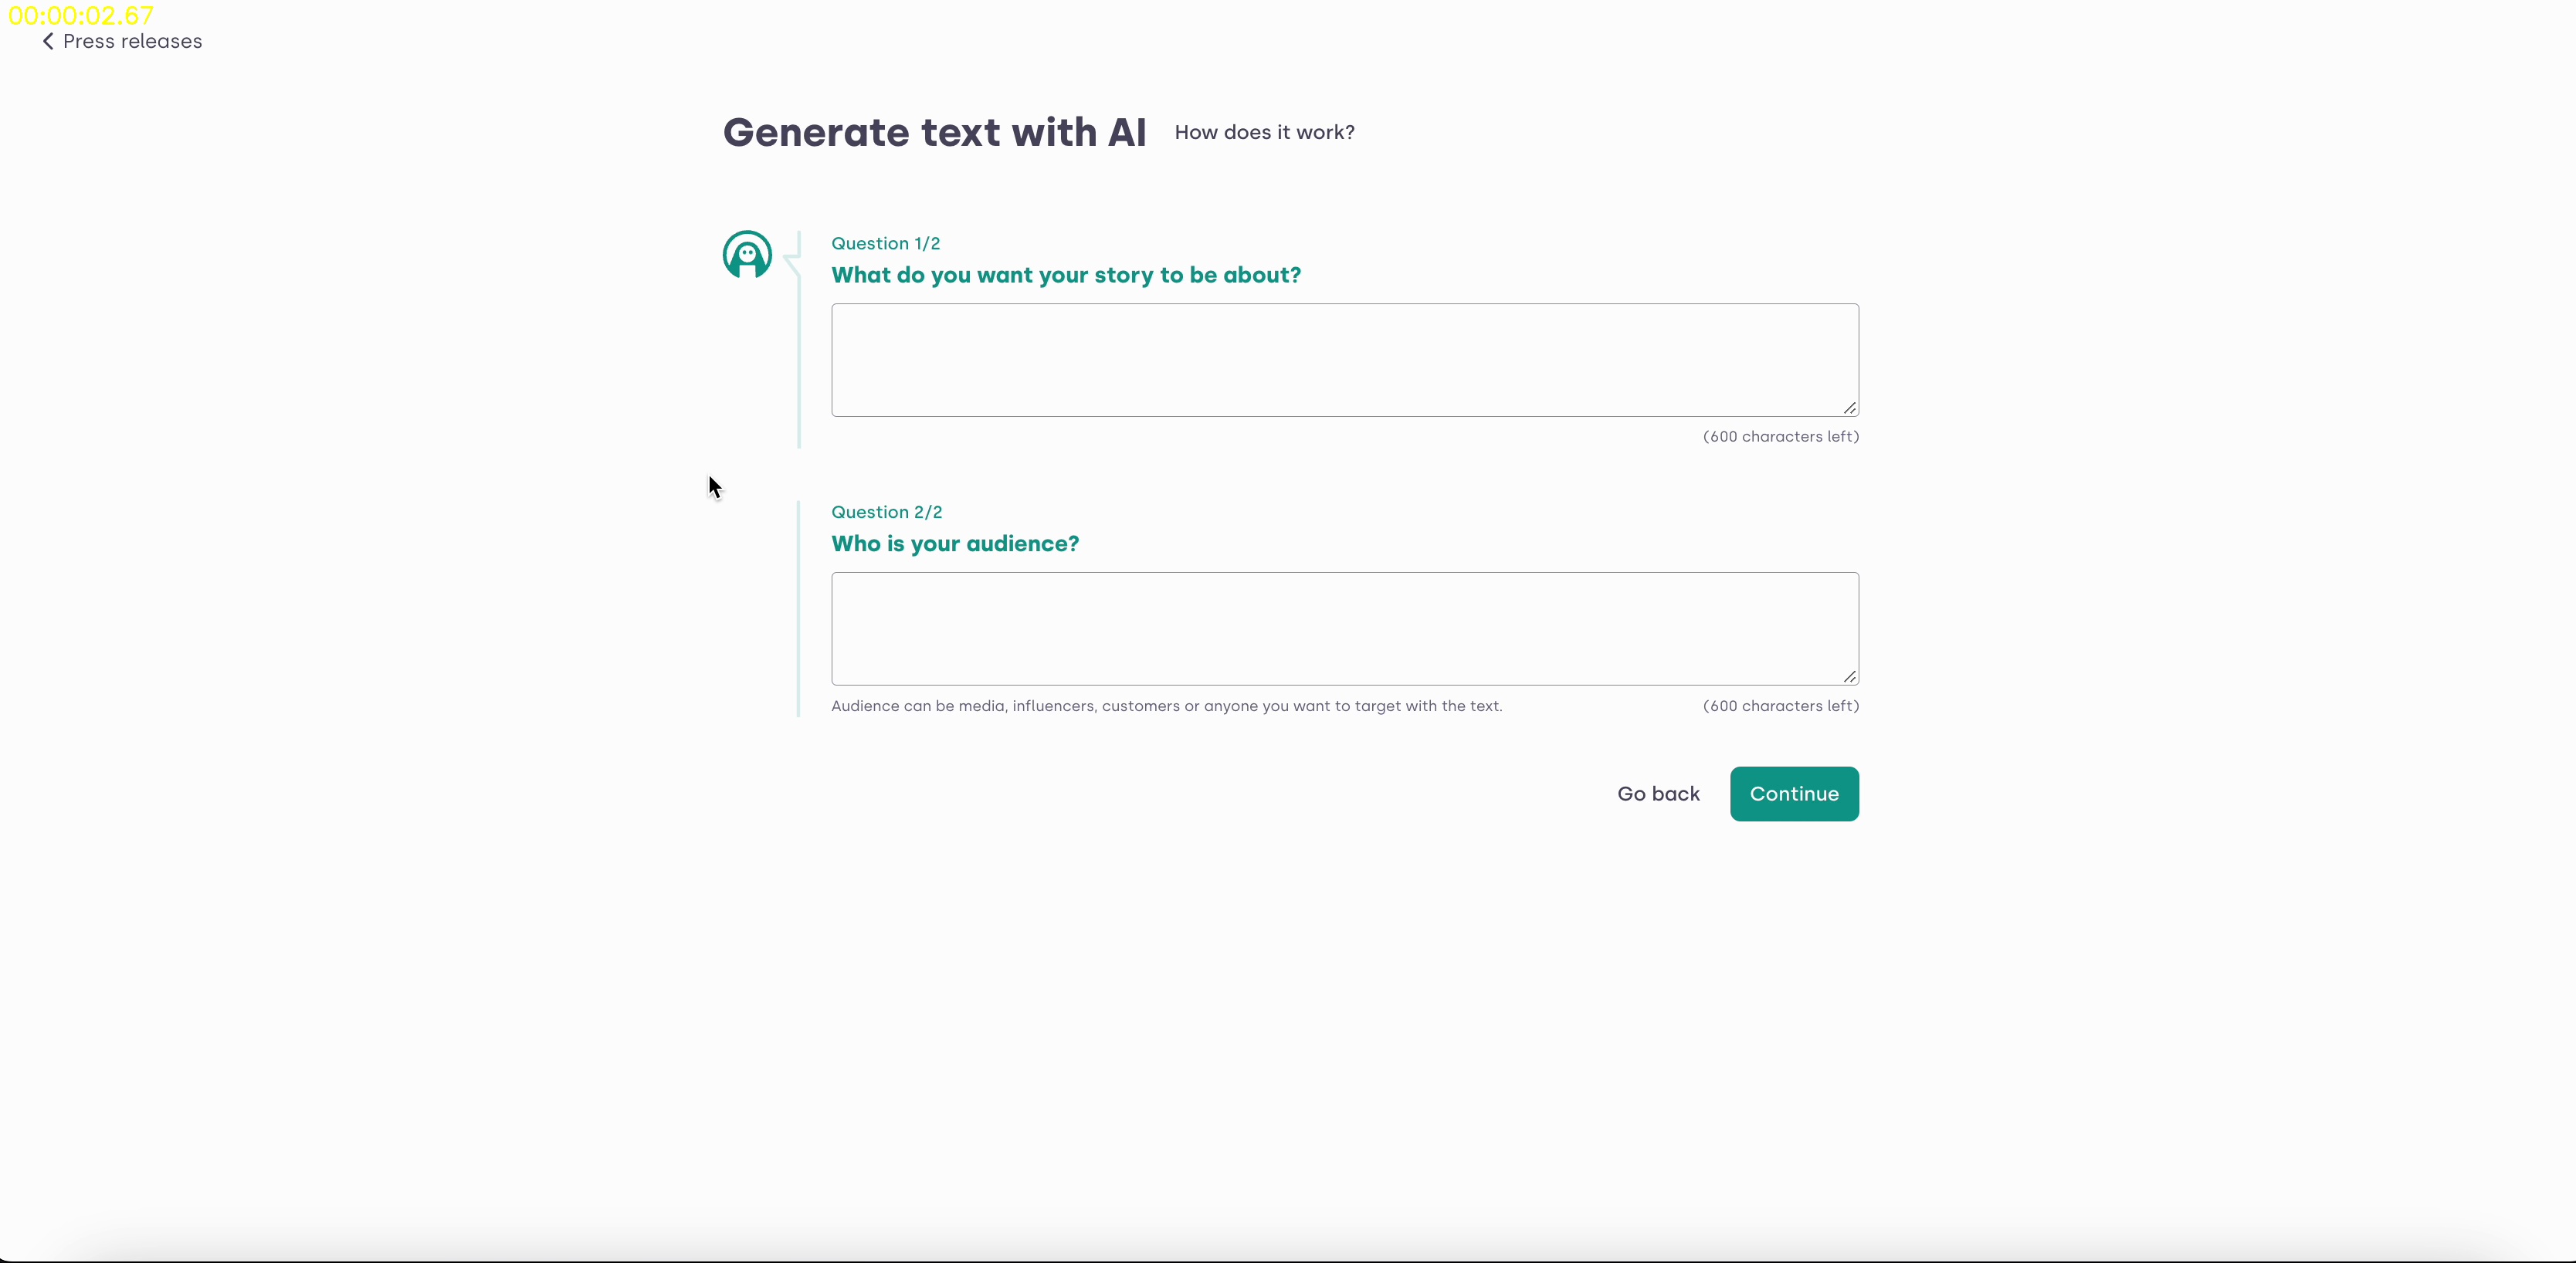 00:00:02.67
Press releases
Generate text with AI
How does it work?
Question 1/2
What do you want your story to be about?
(600 characters left)
Question 2/2
Who is your audience?
Audience can be media, influencers, customers or anyone you want to target with the text.
(600 characters left)
Go back
Continue